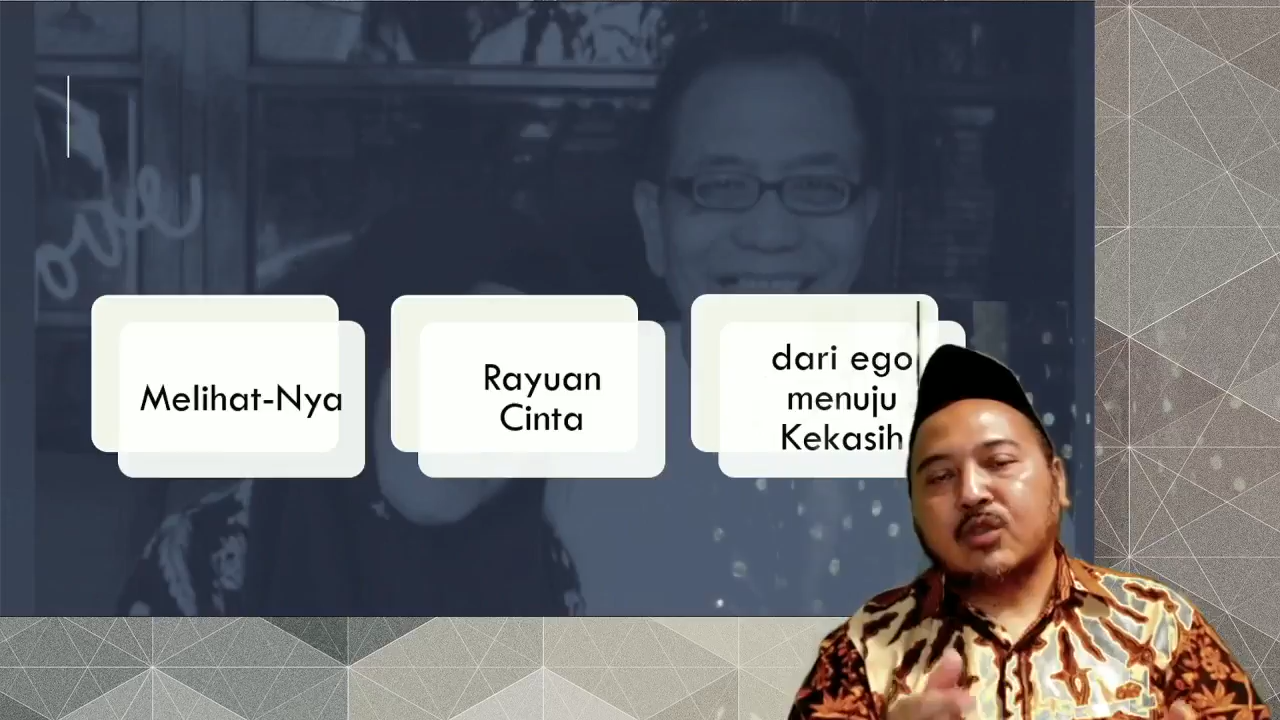 Melihat-Nya
Rayuan
Cinta
dari ego
menuju
Kekasih